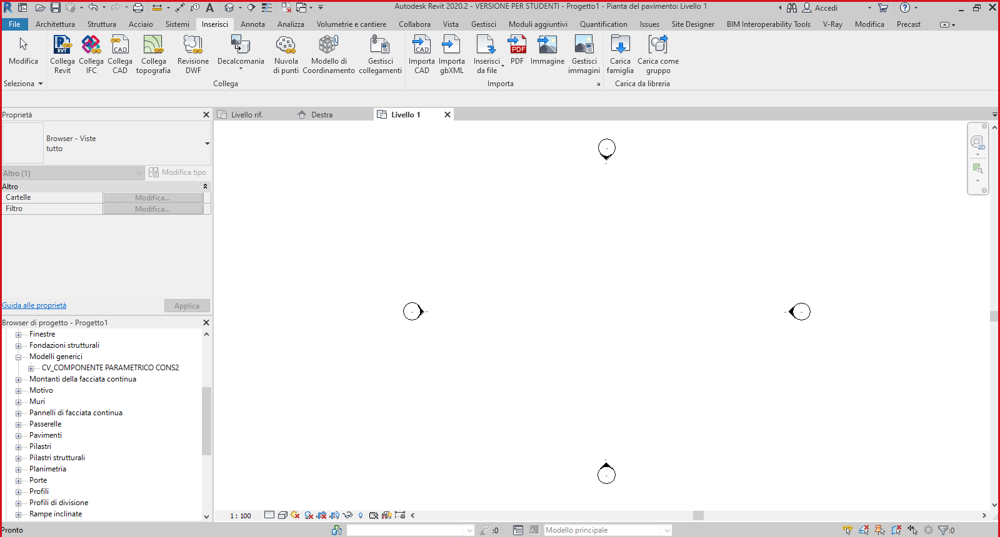 Autodesk Revit 2020.2 - VERSIONE PER STUDENTI - Progetto1 - Pianta del pavimento: Livello 1
Accedi
File Architettura Struttura Acciaio Sistemi Inserisci Annota Analizza Volumetrie e cantiere Collabora Vista Gestisci Moduli aggiuntivi Quantification Issues Site Designer BIM Interoperability Tools V-Ray Modifica Precast
Modifica
Collega Revit
Collega IFC
Collega CAD
Collega topografia
Revisione DWF
Decalcomania
Nuvola di punti
Modello di Coordinamento
Gestisci collegamenti
Importa CAD
Importa gbXML
Inserisci da file
PDF
Immagine
Gestisci immagini
Carica famiglia
Carica come gruppo
Seleziona
Collega
Importa
Carica da libreria
Proprietà
Livello rif.
Destra
Livello 1
Browser - Viste
tutto
Altro (1)
Modifica tipo
Altro
Cartelle Modifica...
Filtro Modifica...
Guida alle proprietà
Applica
Browser di progetto - Progetto1
Finestre
Fondazioni strutturali
Modelli generici
CV_COMPONENTE PARAMETRICO CONS2
Montanti della facciata continua
Motivo
Muri
Pannelli di facciata continua
Passerelle
Pavimenti
Pilastri
Pilastri strutturali
Planimetria
Porte
Profili
Profili di divisione
Rampe inclinate
1 : 100
Pronto
:0
Modello principale
:0
2D